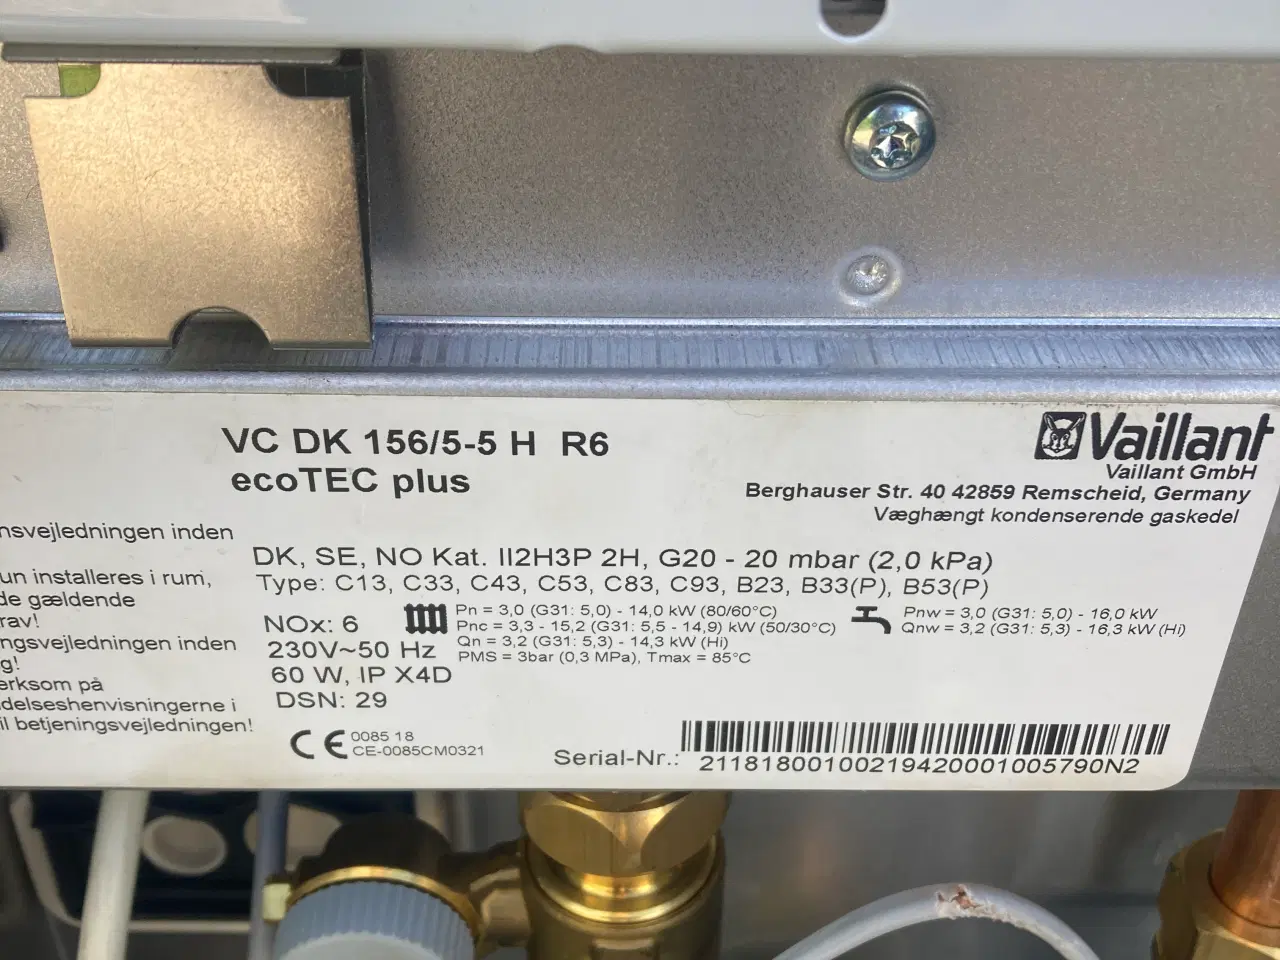 VC DK 156/5-5 H R6
ecoTEC plus
Vaillant
Vaillant GmbH
Berghauser Str. 40 42859 Remscheid, Germany
Væghængt kondenserende gaskedel
nsvejledningen inden
un installeres i rum,
de gældende
rav!
ngsvejledningen inden
g!
erksom på
delseshenvisningerne i
il betjeningsvejledningen!
DK, SE, NO Kat. II2H3P 2H, G20 - 20 mbar (2,0 kPa)
Type: C13, C33, C43, C53, C83, C93, B23, B33(P), B53(P)
NOx: 6
230V~50 Hz
60 W, IP X4D
DSN: 29
Pn = 3,0 (G31: 5,0) - 14,0 kW (80/60°C)
Pnc = 3,3 - 15,2 (G31: 5,5 - 14,9) kW (50/30°C)
Qn = 3,2 (G31: 5,3) - 14,3 kW (Hi)
PMS = 3bar (0,3 MPa), Tmax = 85°C
Pnw = 3,0 (G31: 5,0) - 16,0 kW
Qnw = 3,2 (G31: 5,3) - 16,3 kW (Hi)
CE 0085 18
CE-0085CM0321
Serial-Nr.: 21181800100219420001005790N2